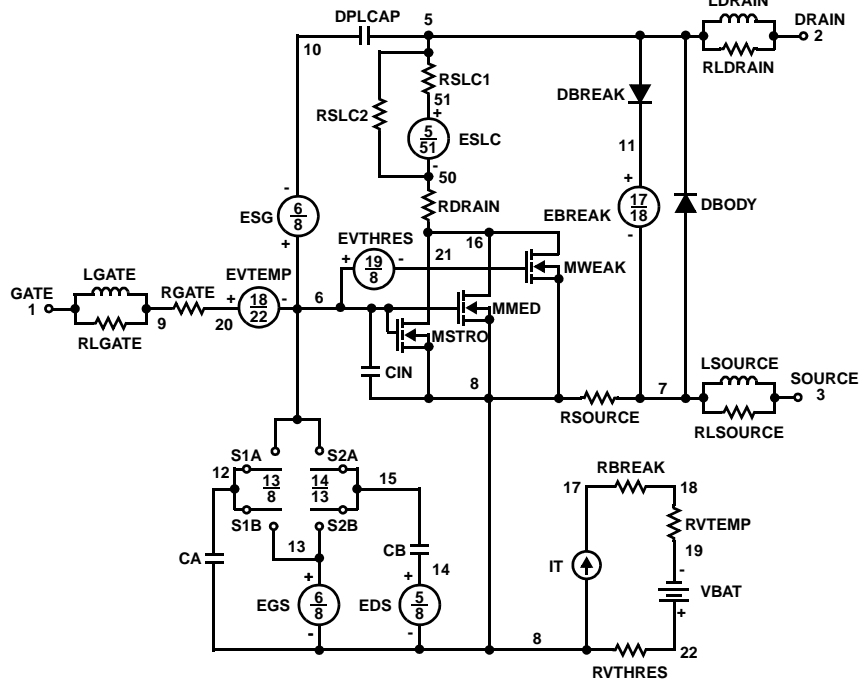 LDRAIN
DPLCAP 5 DRAIN
10 2
RSLC1 RLDRAIN
51 DBREAK
RSLC2 +
5
51
ESLC 11
-
50
- RDRAIN + 17
18
ESG 6
8
EBREAK DBODY
+ EVTHRES 16 -
+ 19
8
- 21 MWEAK
LGATE EVTEMP
GATE RGATE + 18
22
- 6 MMED
1 9 20 MSTRO
RLGATE LSOURCE
CIN 8 7 SOURCE
3
RSOURCE
RLSOURCE
S1A S2A
12 13
8
14
13
15 RBREAK
17 18
S1B S2B RVTEMP
13 CB 19
CA IT -
+ + 14 VBAT
EGS 6
8
EDS 5
8
+
- - 8 22
RVTHRES